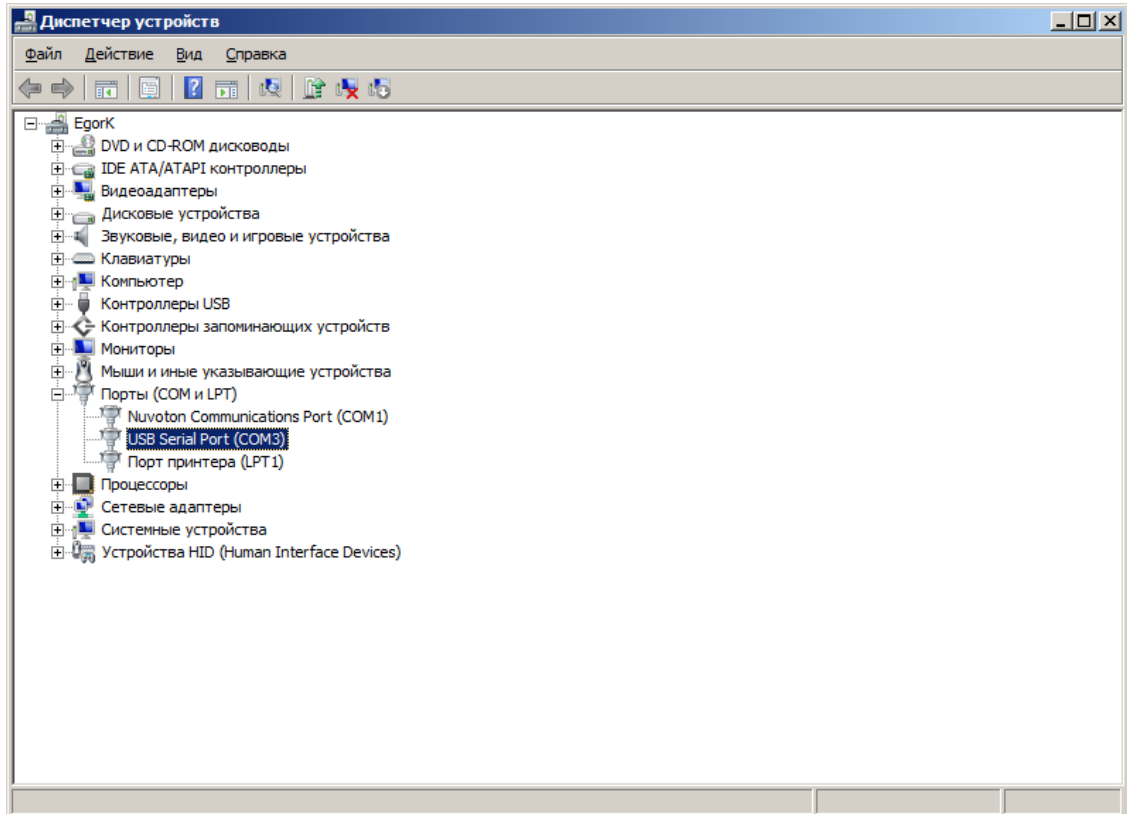 Диспетчер устройств
Файл Действие Вид Справка
EgorK
DVD и CD-ROM дисководы
IDE ATA/ATAPI контроллеры
Видеоадаптеры
Дисковые устройства
Звуковые, видео и игровые устройства
Клавиатуры
Компьютер
Контроллеры USB
Контроллеры запоминающих устройств
Мониторы
Мыши и иные указывающие устройства
Порты (COM и LPT)
Nuvoton Communications Port (COM1)
USB Serial Port (COM3)
Порт принтера (LPT1)
Процессоры
Сетевые адаптеры
Системные устройства
Устройства HID (Human Interface Devices)